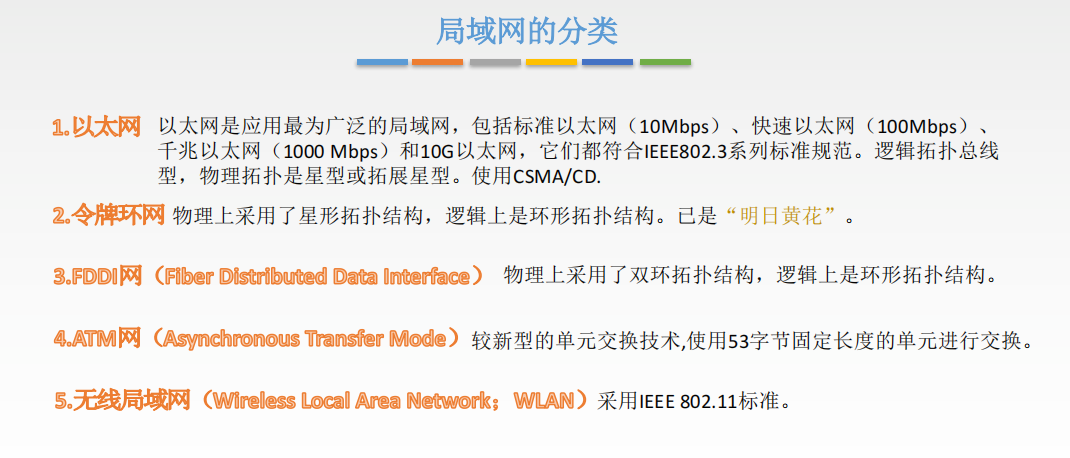 局域网的分类
1.以太网 以太网是应用最为广泛的局域网，包括标准以太网（10Mbps）、快速以太网（100Mbps）、
千兆以太网（1000 Mbps）和10G以太网，它们都符合IEEE802.3系列标准规范。逻辑拓扑总线
型，物理拓扑是星型或拓展星型。使用CSMA/CD.
2.令牌环网 物理上采用了星形拓扑结构，逻辑上是环形拓扑结构。已是“明日黄花”。
3.FDDI网（Fiber Distributed Data Interface） 物理上采用了双环拓扑结构，逻辑上是环形拓扑结构。
4.ATM网（Asynchronous Transfer Mode）较新型的单元交换技术,使用53字节固定长度的单元进行交换。
5.无线局域网（Wireless Local Area Network；WLAN）采用IEEE 802.11标准。